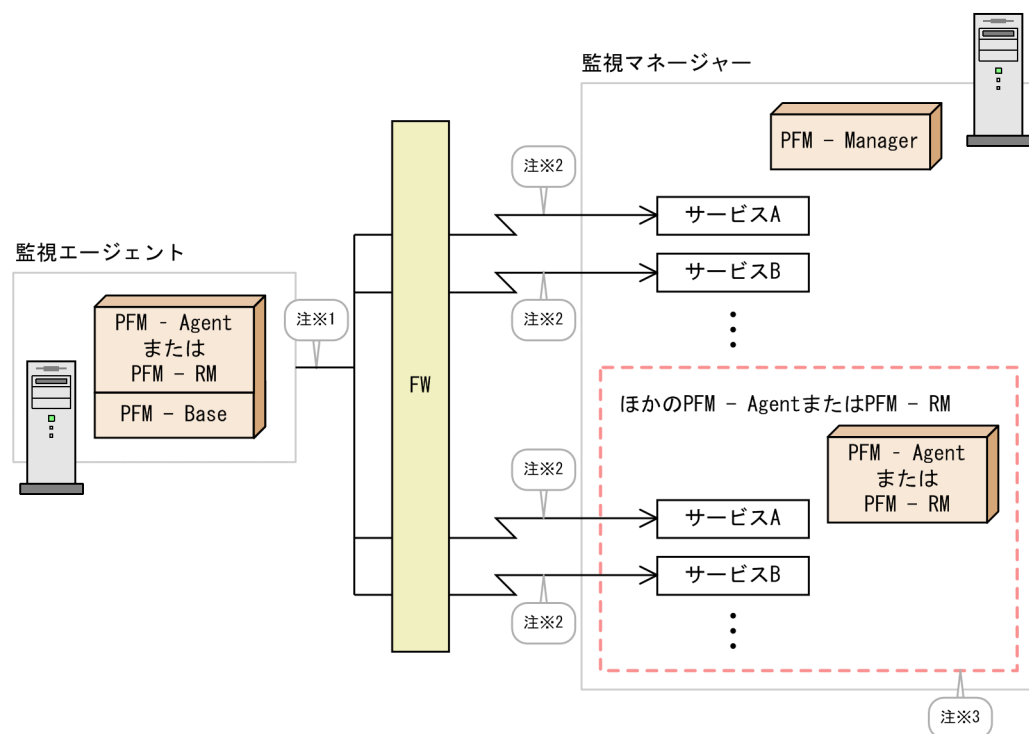 監視マネージャー
PFM − Manager
注※2
サービスA
監視エージェント
サービスB
注※1
注※2
PFM − Agent
または
PFM − RM
PFM − Base
FW
ほかのPFM − AgentまたはPFM − RM
PFM − Agent
または
PFM − RM
注※2
サービスA
サービスB
注※2
注※3